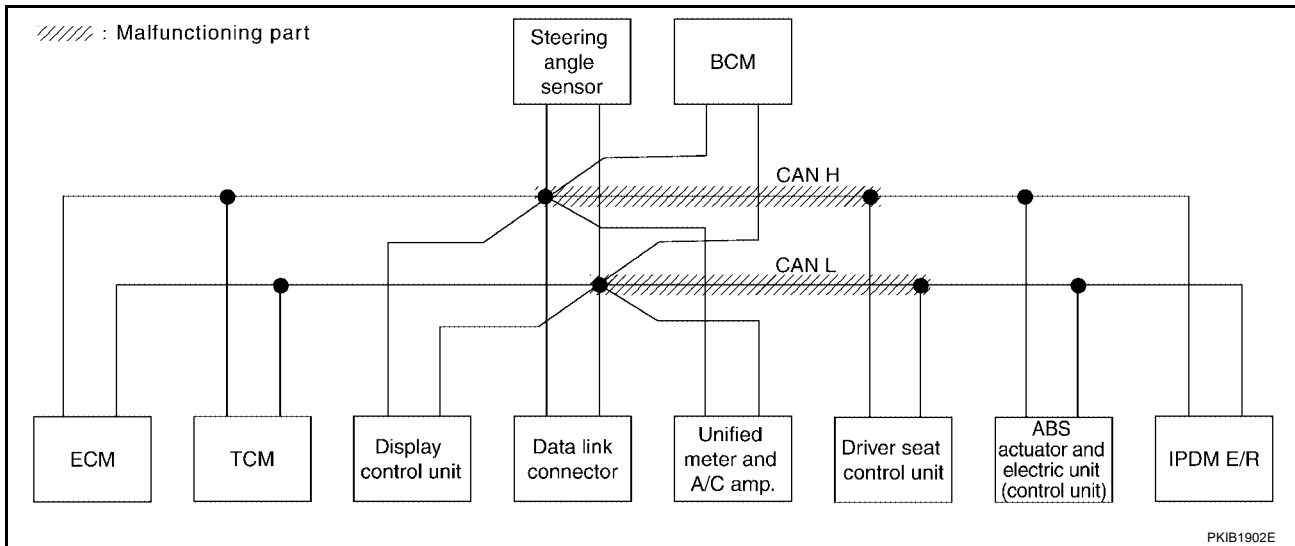 : Malfunctioning part
Steering
angle
sensor
BCM
CAN H
CAN L
ECM
TCM
Display
control unit
Data link
connector
Unified
meter and
A/C amp.
Driver seat
control unit
ABS
actuator and
electric unit
(control unit)
IPDM E/R
PKIB1902E